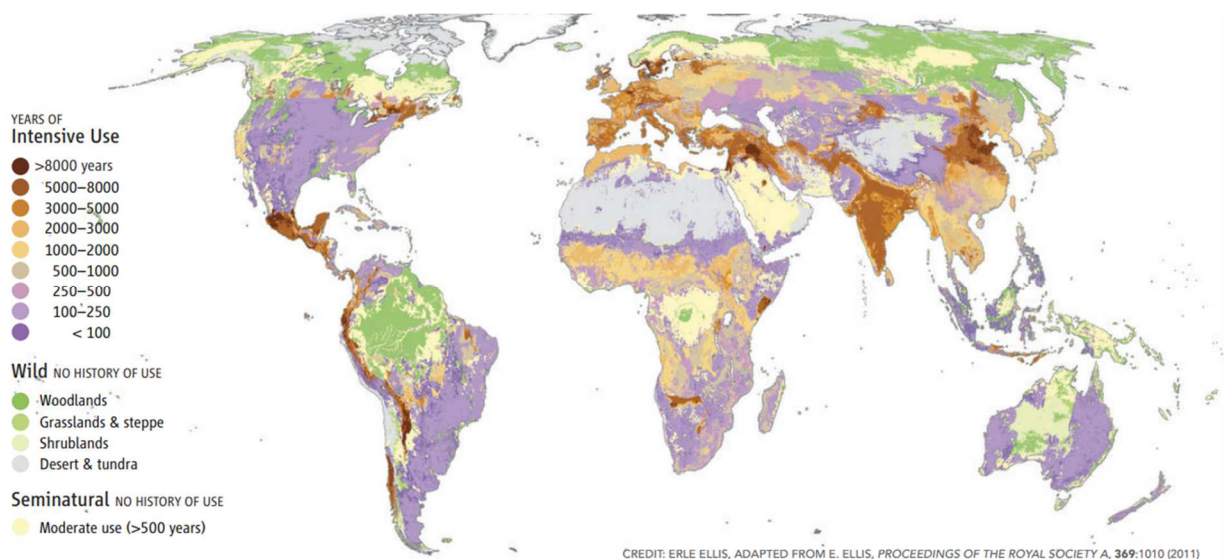 YEARS OF
Intensive Use
>8000 years
5000–8000
3000–5000
2000–3000
1000–2000
500–1000
250–500
100–250
< 100
Wild NO HISTORY OF USE
Woodlands
Grasslands & steppe
Shrublands
Desert & tundra
Seminatural NO HISTORY OF USE
Moderate use (>500 years)
CREDIT: ERLE ELLIS, ADAPTED FROM E. ELLIS, PROCEEDINGS OF THE ROYAL SOCIETY A, 369:1010 (2011)